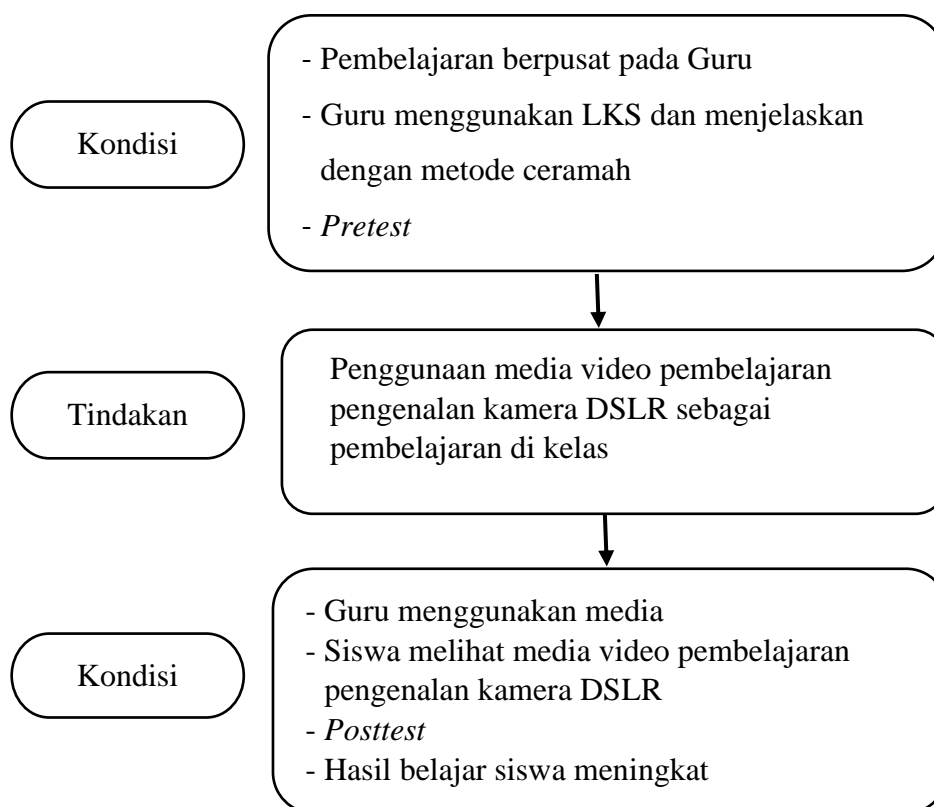 Kondisi
- Pembelajaran berpusat pada Guru
- Guru menggunakan LKS dan menjelaskan
dengan metode ceramah
- Pretest
Tindakan
Penggunaan media video pembelajaran
pengenalan kamera DSLR sebagai
pembelajaran di kelas
Kondisi
- Guru menggunakan media
- Siswa melihat media video pembelajaran
pengenalan kamera DSLR
- Posttest
- Hasil belajar siswa meningkat